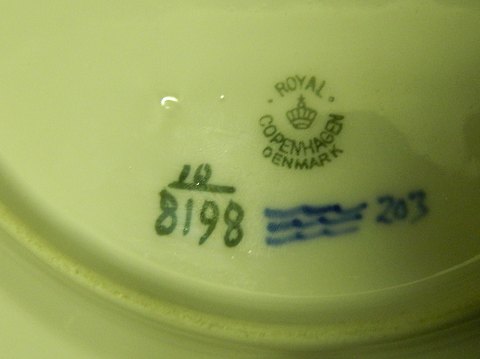 ROYAL
COPENHAGEN
DENMARK
10
8198
203